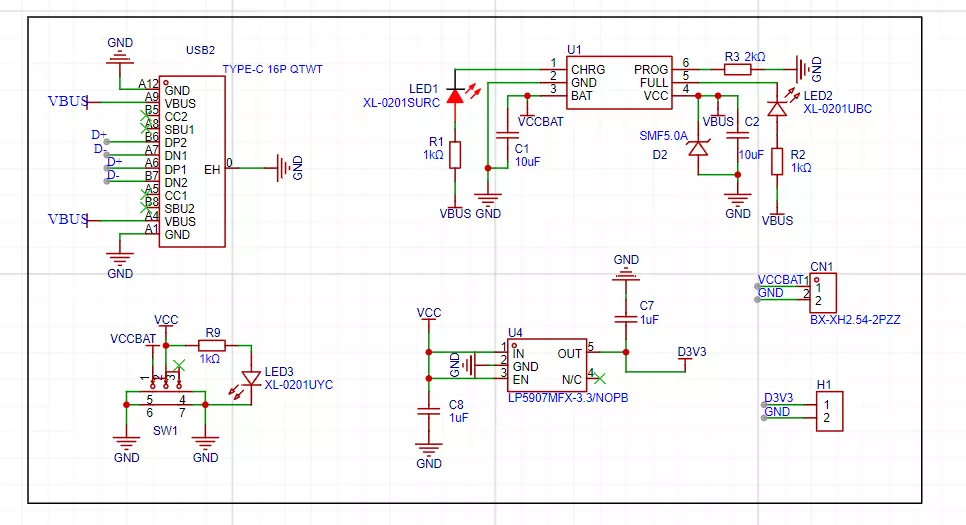 GND
USB2
TYPE-C 16P QTWT
A12 GND
VBUS A9 VBUS
B5 CC2
A8 SBU1
D+ B6 DP2
D- A7 DN1
D+ A6 DP1
D- B7 DN2
A5 CC1
B8 SBU2
VBUS A4 VBUS
A1 GND
EH 0
GND
GND
U1
1 CHRG
2 GND
3 BAT
PROG 6
FULL 5
VCC 4
R3 2kΩ
GND
LED1
XL-0201SURC
R1
1kΩ
VBUS
VCCBAT
C1
10uF
GND
VBUS
SMF5.0A
D2
C2
10uF
GND
LED2
XL-0201UBC
R2
1kΩ
VBUS
VCC
VCCBAT
R9
1kΩ
LED3
XL-0201UYC
1 2 3
5 4
6 7
SW1
GND
GND
VCC
U4
1 IN
2 GND
3 EN
OUT 5
N/C 4
LP5907MFX-3.3/NOPB
GND
C8
1uF
GND
GND
C7
1uF
D3V3
CN1
VCCBAT 1 1
GND 2 2
BX-XH2.54-2PZZ
H1
D3V3 1
GND 2